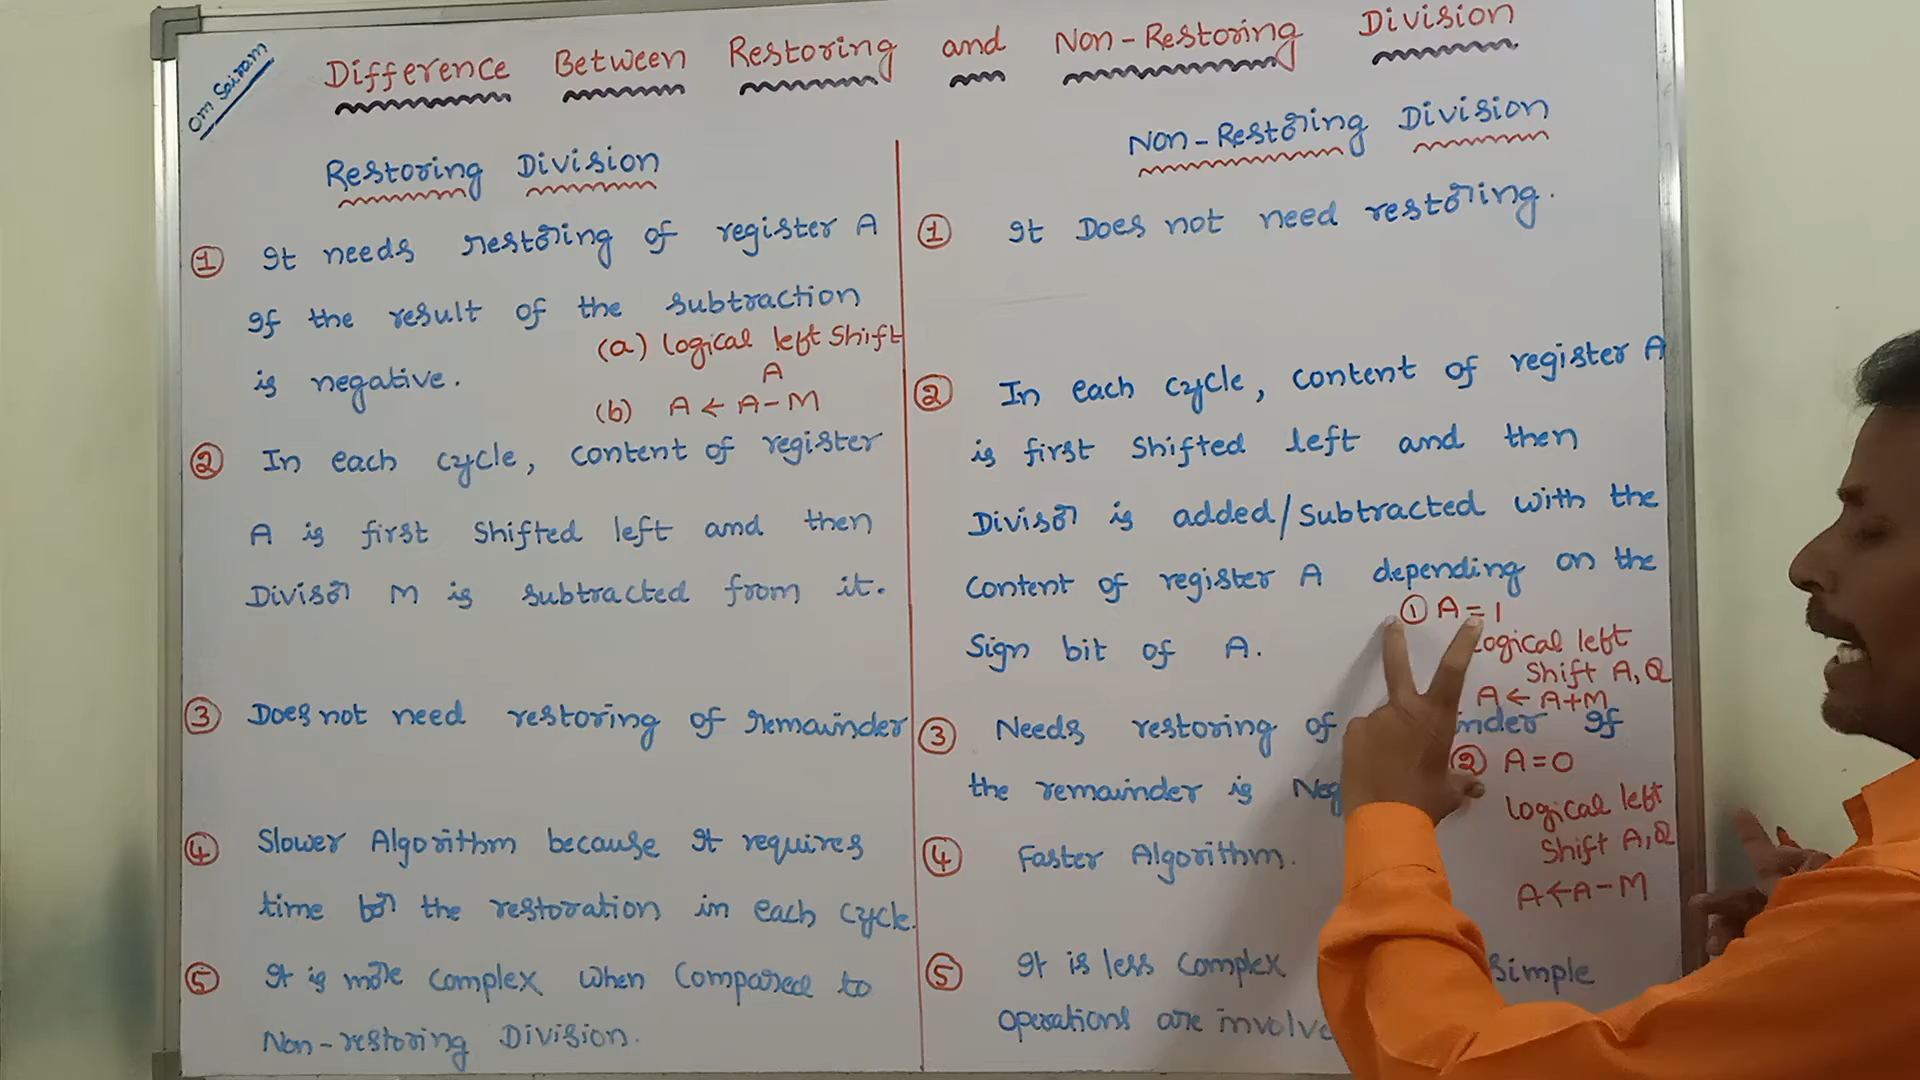 Om Sairam
Difference Between Restoring and Non-Restoring Division
Restoring Division
① It needs restoring of register A
If the result of the subtraction
is negative.
(a) logical left shift
A
(b) A ← A - M
② In each cycle, content of register
A is first shifted left and then
Divisor M is subtracted from it.
③ Does not need restoring of remainder
④ Slower Algorithm because It requires
time for the restoration in each cycle.
⑤ It is more complex when compared to
Non-restoring Division.
Non-Restoring Division
① It Does not need restoring.
② In each cycle, content of register A
is first shifted left and then
Divisor is added/subtracted with the
content of register A depending on the
Sign bit of A.
① A = 1
logical left
Shift A, Q
A ← A+M
③ Needs restoring of If
the remainder is
② A=0
logical left
Shift A, Q
A ← A - M
④ Faster Algorithm.
⑤ It is less complex simple
operations are